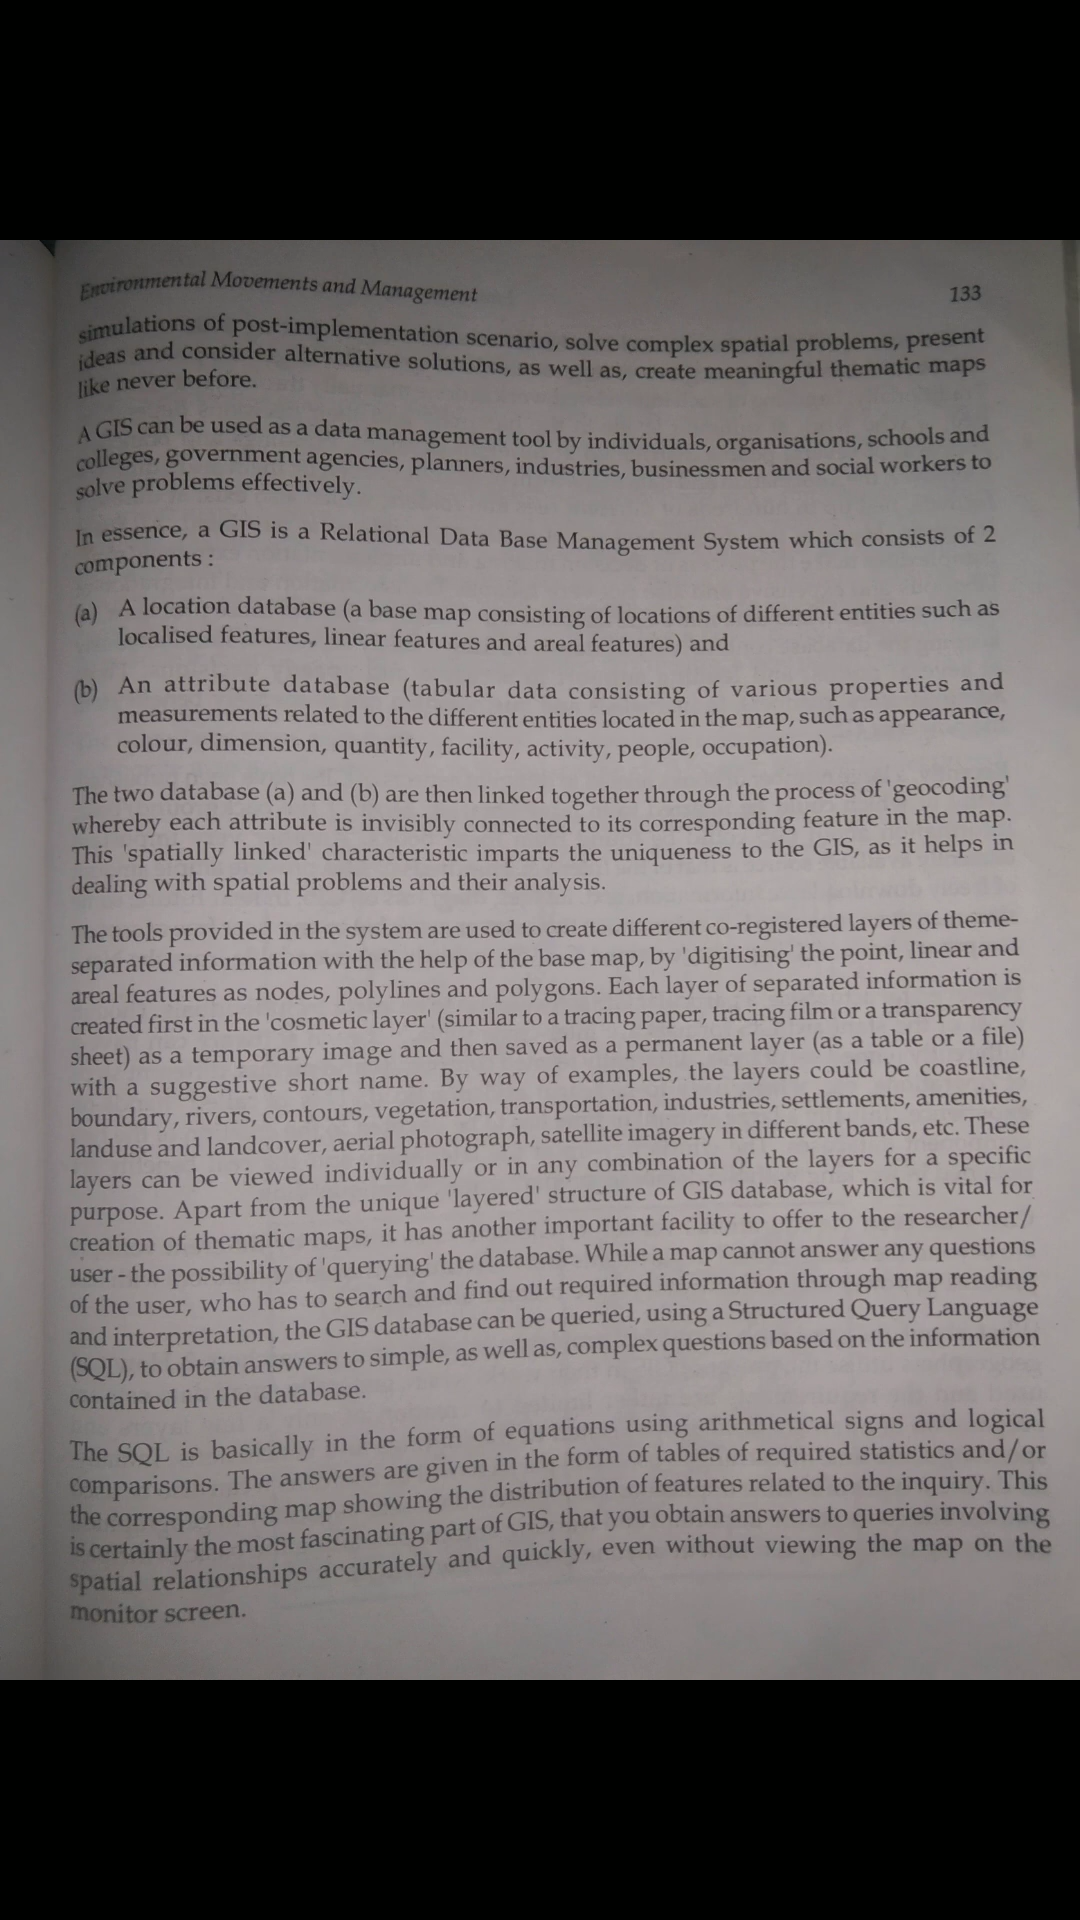 Environmental Movements and Management
133
simulations of post-implementation scenario, solve complex spatial problems, present
ideas and consider alternative solutions, as well as, create meaningful thematic maps
like never before.
A GIS can be used as a data management tool by individuals, organisations, schools and
colleges, government agencies, planners, industries, businessmen and social workers to
solve problems effectively.
In essence, a GIS is a Relational Data Base Management System which consists of 2
components :
(a) A location database (a base map consisting of locations of different entities such as
localised features, linear features and areal features) and
(b) An attribute database (tabular data consisting of various properties and
measurements related to the different entities located in the map, such as appearance,
colour, dimension, quantity, facility, activity, people, occupation).
The two database (a) and (b) are then linked together through the process of 'geocoding'
whereby each attribute is invisibly connected to its corresponding feature in the map.
This 'spatially linked' characteristic imparts the uniqueness to the GIS, as it helps in
dealing with spatial problems and their analysis.
The tools provided in the system are used to create different co-registered layers of theme-
separated information with the help of the base map, by 'digitising' the point, linear and
areal features as nodes, polylines and polygons. Each layer of separated information is
created first in the 'cosmetic layer' (similar to a tracing paper, tracing film or a transparency
sheet) as a temporary image and then saved as a permanent layer (as a table or a file)
with a suggestive short name. By way of examples, the layers could be coastline,
boundary, rivers, contours, vegetation, transportation, industries, settlements, amenities,
landuse and landcover, aerial photograph, satellite imagery in different bands, etc. These
layers can be viewed individually or in any combination of the layers for a specific
purpose. Apart from the unique 'layered' structure of GIS database, which is vital for
creation of thematic maps, it has another important facility to offer to the researcher/
user - the possibility of 'querying' the database. While a map cannot answer any questions
of the user, who has to search and find out required information through map reading
and interpretation, the GIS database can be queried, using a Structured Query Language
(SQL), to obtain answers to simple, as well as, complex questions based on the information
contained in the database.
The SQL is basically in the form of equations using arithmetical signs and logical
comparisons. The answers are given in the form of tables of required statistics and/or
the corresponding map showing the distribution of features related to the inquiry. This
is certainly the most fascinating part of GIS, that you obtain answers to queries involving
spatial relationships accurately and quickly, even without viewing the map on the
monitor screen.